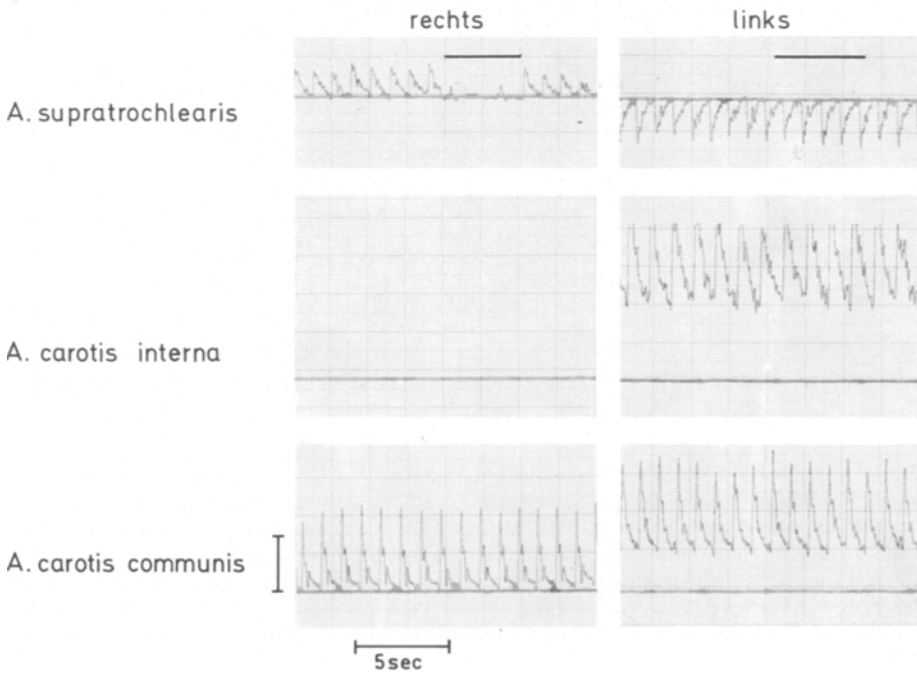 rechts links
A. supratrochlearis
A. carotis interna
A. carotis communis
5sec